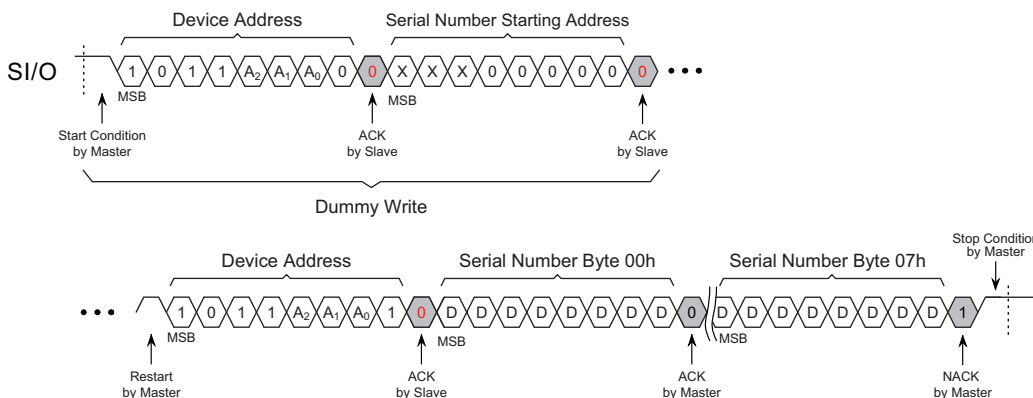 Device Address Serial Number Starting Address
SI/O 1 0 1 1 A2 A1 A0 0 0 X X X 0 0 0 0 0 0 •••
MSB MSB
Start Condition by Master
ACK by Slave
ACK by Slave
Dummy Write
Stop Condition by Master
Device Address Serial Number Byte 00h Serial Number Byte 07h
••• 1 0 1 1 A2 A1 A0 1 0 D D D D D D D D 0 D D D D D D D D 1
MSB MSB MSB
Restart by Master
ACK by Slave
ACK by Master
NACK by Master